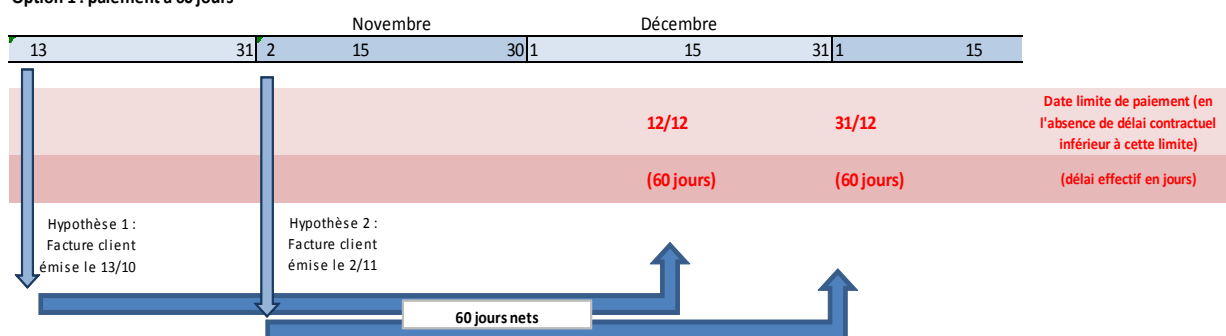 Option 1 : paiement à 60 jours
Novembre Décembre
13 31 2 15 30 1 15 31 1 15
12/12 31/12 Date limite de paiement (en
l'absence de délai contractuel
inférieur à cette limite)
(60 jours) (60 jours) (délai effectif en jours)
Hypothèse 1 :
Facture client
émise le 13/10
Hypothèse 2 :
Facture client
émise le 2/11
60 jours nets